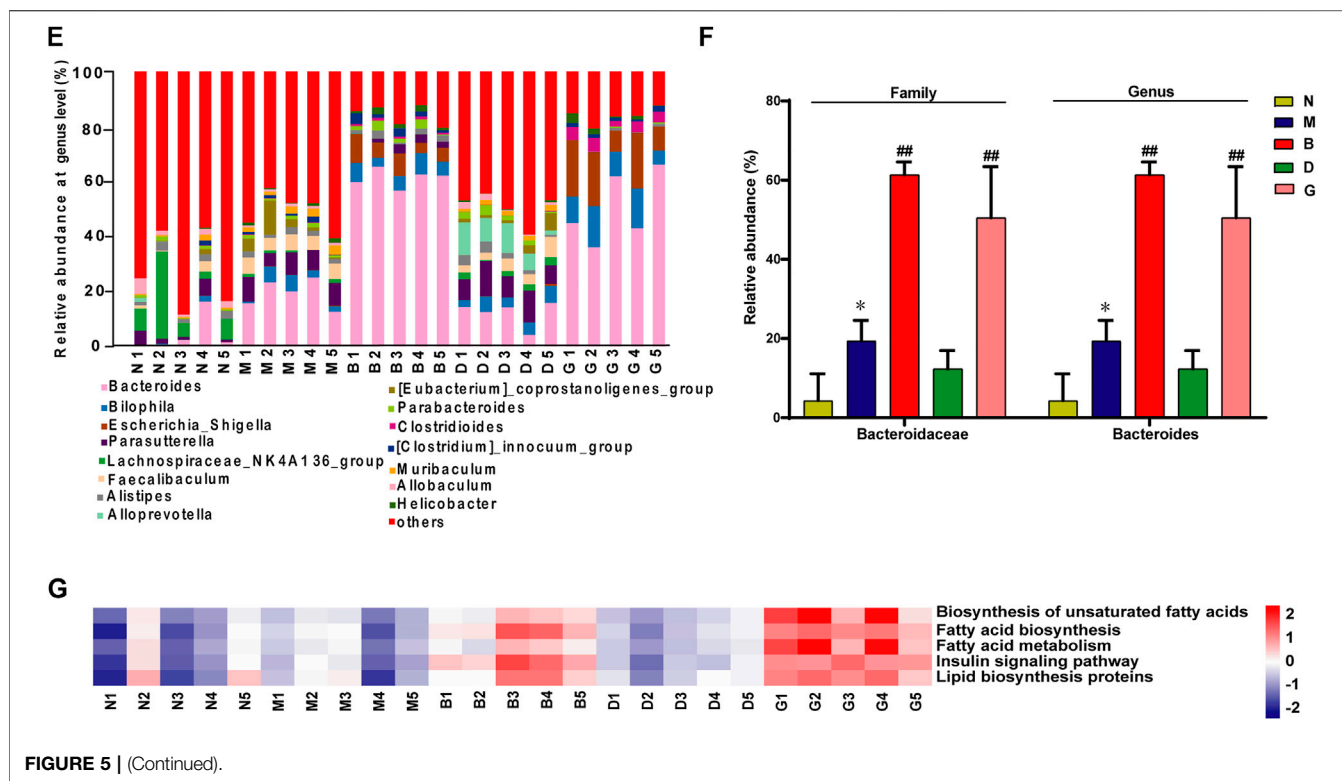 E
Relative abundance at genus level (%)
100
80
60
40
20
0
N1 N2 N3 N4 N5 M1 M2 M3 M4 M5 B1 B2 B3 B4 B5 D1 D2 D3 D4 D5 G1 G2 G3 G4 G5
Bacteroides
Bilophila
Escherichia_Shigella
Parasutterella
Lachnospiraceae_NK4A136_group
Faecalibaculum
Alistipes
Alloprevotella
[Eubacterium]_coprostanoligenes_group
Parabacteroides
Clostridioides
[Clostridium]_innocuum_group
Muribaculum
Allobaculum
Helicobacter
others
F
Relative abundance (%)
80
60
40
20
0
Family
Genus
* ## ##
* ## ##
Bacteroidaceae
Bacteroides
N
M
B
D
G
G
Biosynthesis of unsaturated fatty acids
Fatty acid biosynthesis
Fatty acid metabolism
Insulin signaling pathway
Lipid biosynthesis proteins
N1 N2 N3 N4 N5 M1 M2 M3 M4 M5 B1 B2 B3 B4 B5 D1 D2 D3 D4 D5 G1 G2 G3 G4 G5
2
1
0
-1
-2
FIGURE 5 | (Continued).